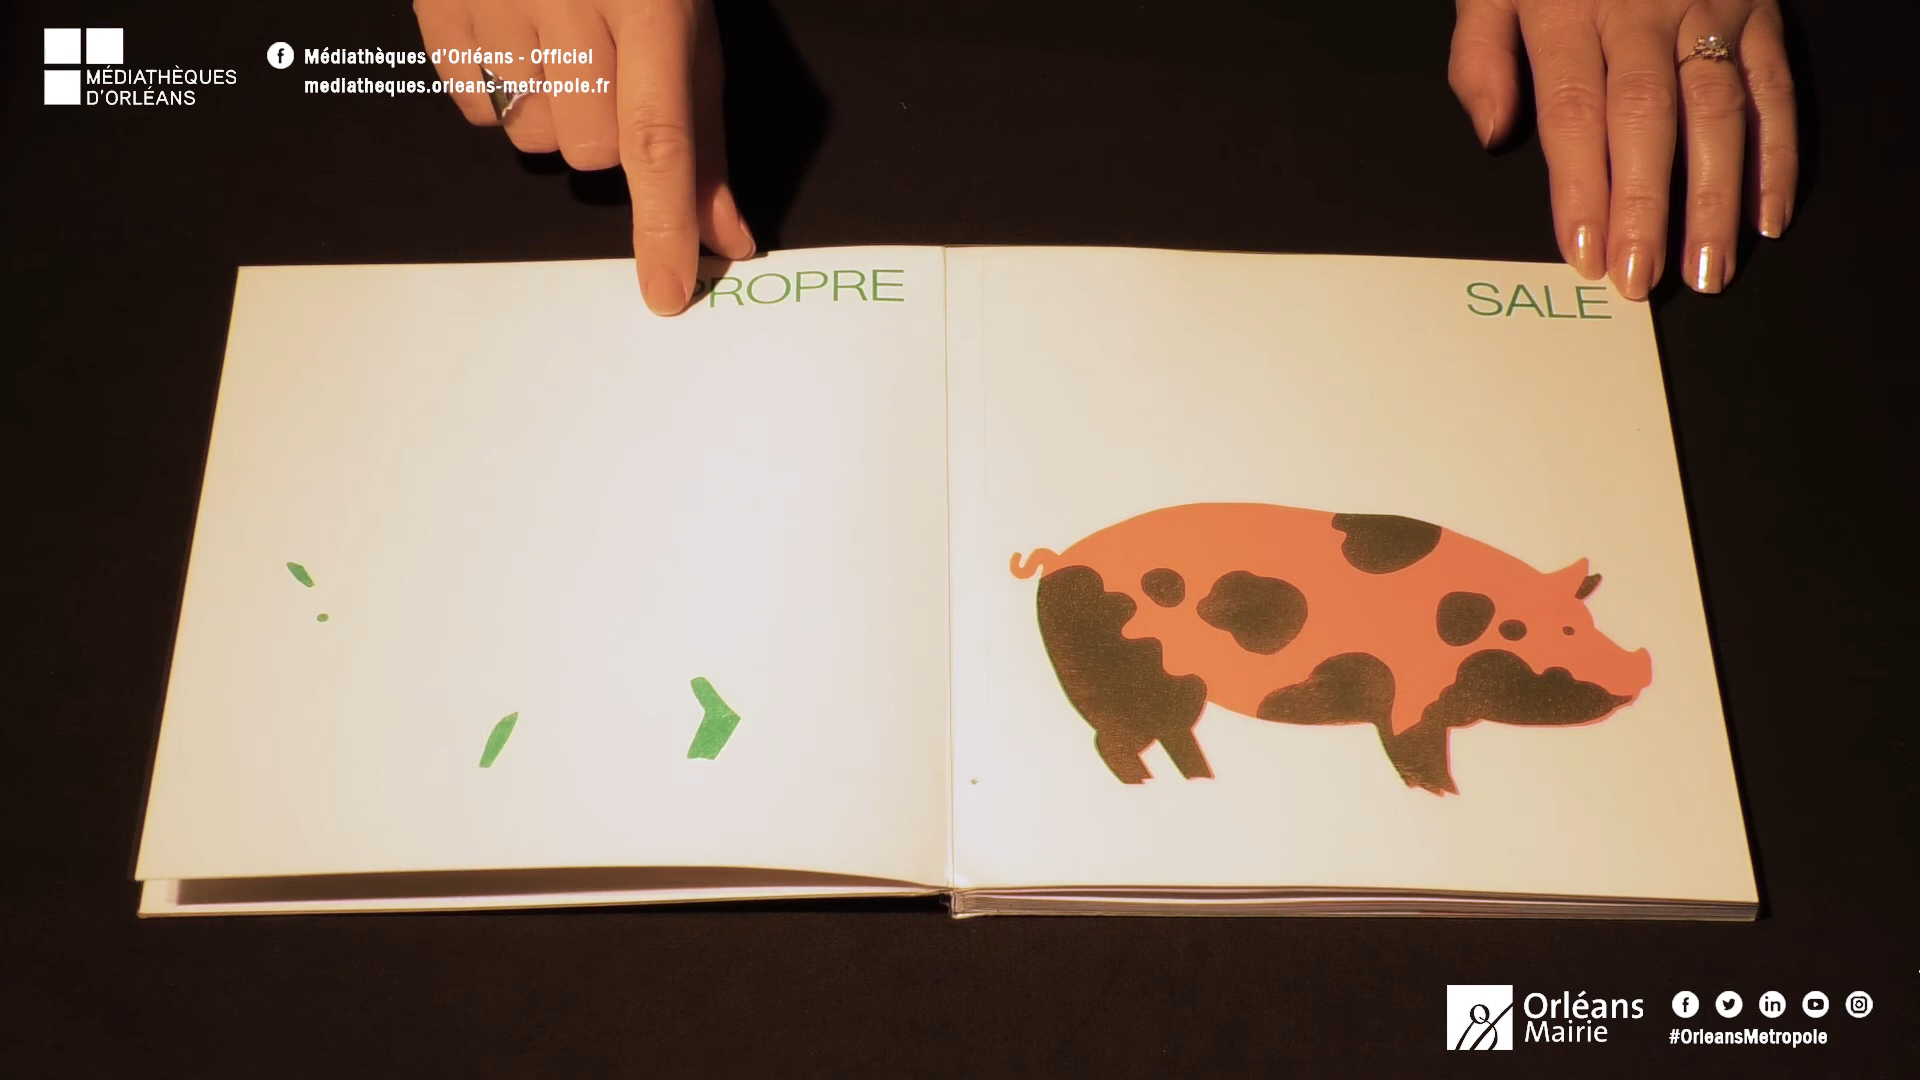 MÉDIATHÈQUES
D'ORLÉANS
Médiathèques d'Orléans - Officiel
mediatheques.orleans-metropole.fr
PROPRE
SALE
Orléans
Mairie
#OrleansMetropole